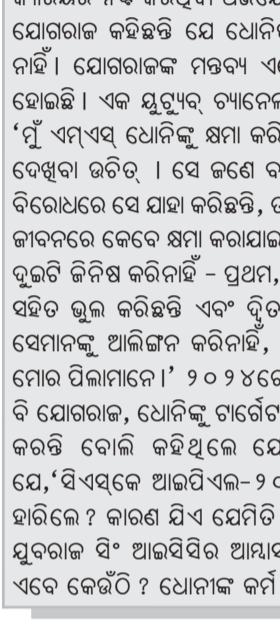 ଯୋଗରାଜ କହିଛନ୍ତି ଯେ ଧୋନି
ନାହିଁ। ଯୋଗରାଜଙ୍କ ମନ୍ତବ୍ୟ
ହୋଇଛି। ଏକ ୟୁଟ୍ୟୁବ୍ ଚ୍ୟାନେଲ
‘ମୁଁ ଏମ୍ଏସ୍ ଧୋନିଙ୍କୁ କ୍ଷମା କରି
ଦେଖିବା ଉଚିତ୍ । ସେ ଜଣେ ବ
ବିରୋଧରେ ସେ ଯାହା କରିଛନ୍ତି,
ଜୀବନରେ କେବେ କ୍ଷମା କରାଯାଇ
ଦୁଇଟି ଜିନିଷ କରିନାହିଁ – ପ୍ରଥମ,
ସହିତ ଭୁଲ କରିଛନ୍ତି ଏବଂ ଦ୍ୱିତ
ସେମାନଙ୍କୁ ଆଲିଙ୍ଗନ କରିନାହିଁ,
ମୋର ପିଲାମାନେ।’ ୨୦୨୪ରେ
ବି ଯୋଗରାଜ, ଧୋନିଙ୍କୁ ଟାର୍ଗେଟ
କରନ୍ତି ବୋଲି କହିଥିଲେ ଯେ
ଯେ,‘ସିଏସ୍‌କେ ଆଇପିଏଲ–୨୦
ହାରିଲେ? କାରଣ ଯିଏ ଯେମିତି
ଯୁବରାଜ ସିଂ ଆଇସିସିର ଆମ୍ବାସ
ଏବେ କେଉଁଠି? ଧୋନୀଙ୍କ କର୍ମ